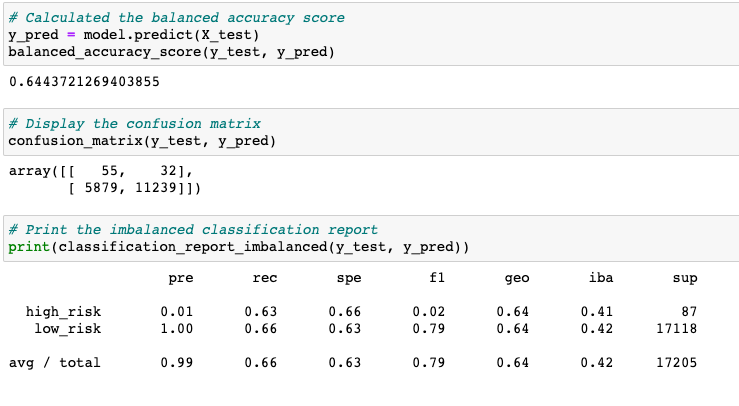 # Calculated the balanced accuracy score
y_pred = model.predict(X_test)
balanced_accuracy_score(y_test, y_pred)
0.6443721269403855
# Display the confusion matrix
confusion_matrix(y_test, y_pred)
array([[   55,    32],
       [ 5879, 11239]])
# Print the imbalanced classification report
print(classification_report_imbalanced(y_test, y_pred))
pre rec spe f1 geo iba sup
high_risk 0.01 0.63 0.66 0.02 0.64 0.41 87
low_risk 1.00 0.66 0.63 0.79 0.64 0.42 17118
avg / total 0.99 0.66 0.63 0.79 0.64 0.42 17205